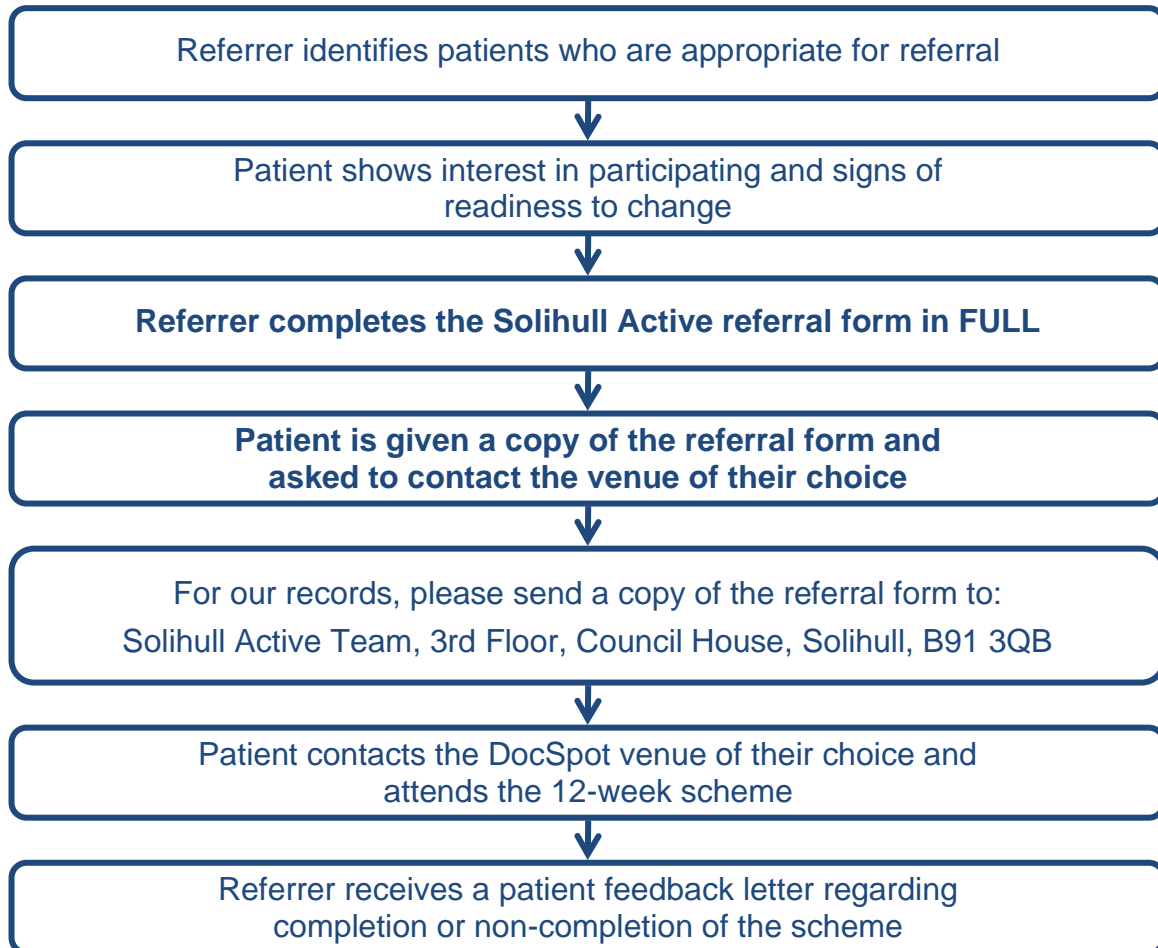 Referrer identifies patients who are appropriate for referral
Patient shows interest in participating and signs of
readiness to change
Referrer completes the Solihull Active referral form in FULL
Patient is given a copy of the referral form and
asked to contact the venue of their choice
For our records, please send a copy of the referral form to:
Solihull Active Team, 3rd Floor, Council House, Solihull, B91 3QB
Patient contacts the DocSpot venue of their choice and
attends the 12-week scheme
Referrer receives a patient feedback letter regarding
completion or non-completion of the scheme